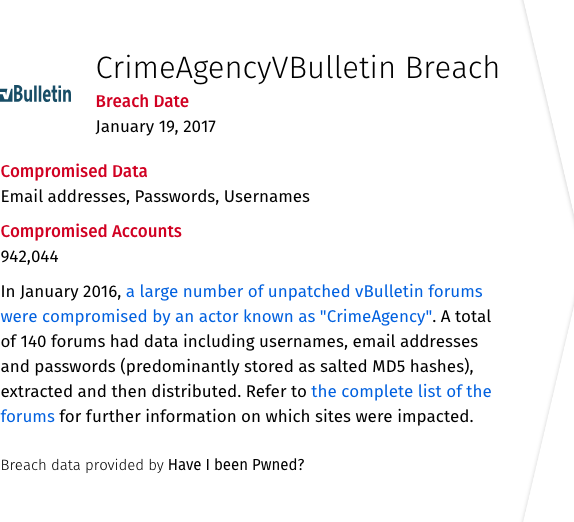 CrimeAgencyVBulletin Breach
vBulletin
Breach Date
January 19, 2017
Compromised Data
Email addresses, Passwords, Usernames
Compromised Accounts
942,044
In January 2016, a large number of unpatched vBulletin forums
were compromised by an actor known as "CrimeAgency". A total
of 140 forums had data including usernames, email addresses
and passwords (predominantly stored as salted MD5 hashes),
extracted and then distributed. Refer to the complete list of the
forums for further information on which sites were impacted.
Breach data provided by Have I been Pwned?